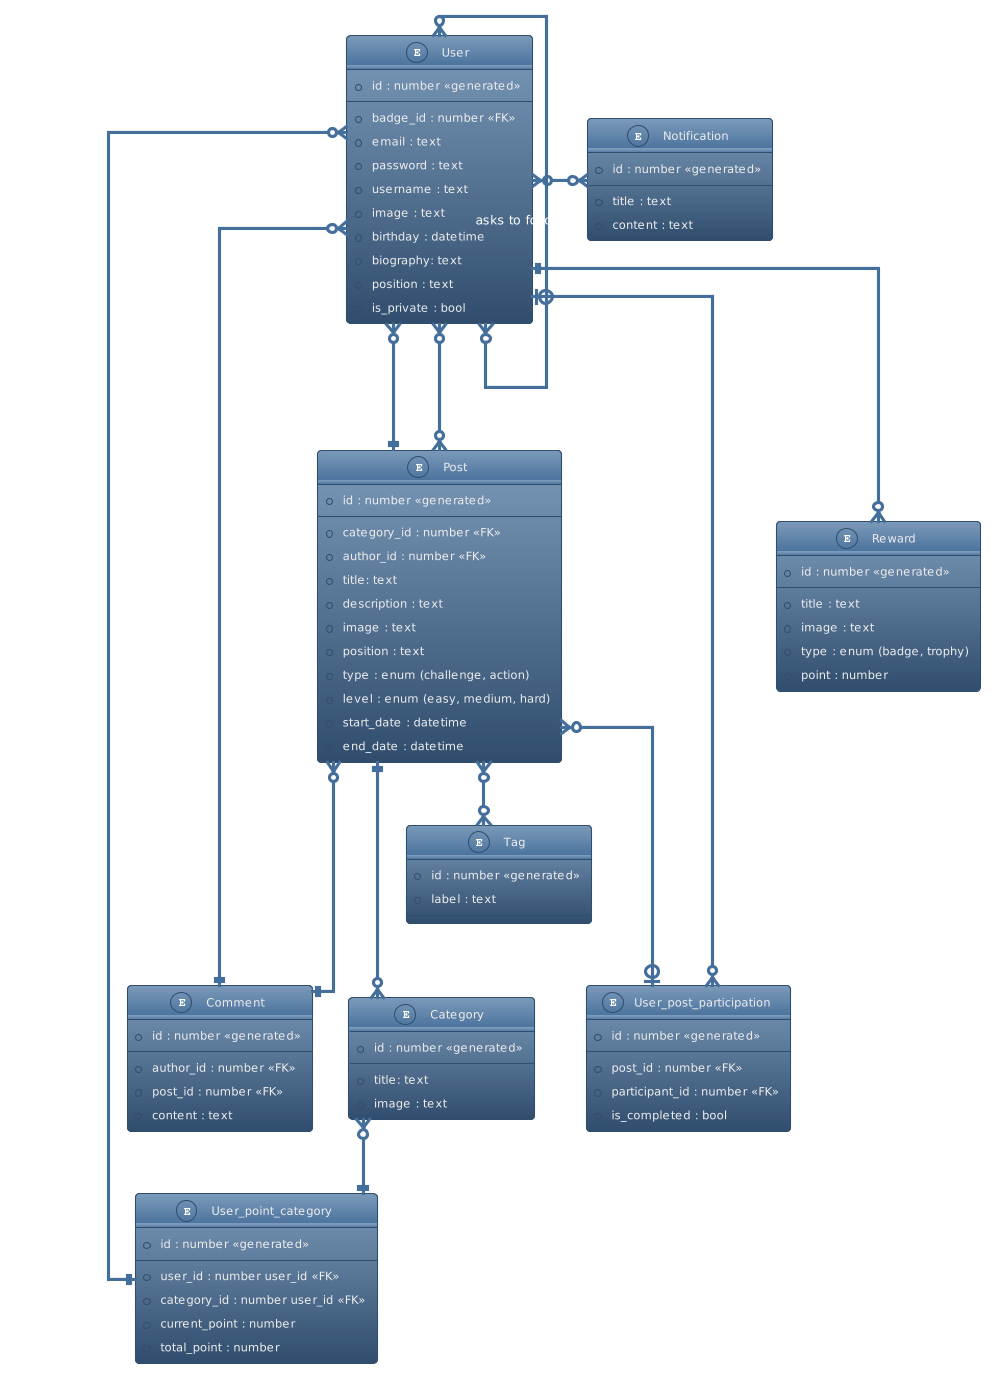 E User
id : number «generated»
badge_id : number «FK»
email : text
password : text
username : text
image : text
asks to
birthday : datetime
biography: text
position : text
is_private : bool
E Notification
id : number «generated»
title : text
content : text
E Post
id : number «generated»
category_id : number «FK»
author_id : number «FK»
title: text
description : text
image : text
position : text
type : enum (challenge, action)
level : enum (easy, medium, hard)
start_date : datetime
end_date : datetime
E Reward
id : number «generated»
title : text
image : text
type : enum (badge, trophy)
point : number
E Tag
id : number «generated»
label : text
E Comment
id : number «generated»
author_id : number «FK»
post_id : number «FK»
content : text
E Category
id : number «generated»
title: text
image : text
E User_post_participation
id : number «generated»
post_id : number «FK»
participant_id : number «FK»
is_completed : bool
E User_point_category
id : number «generated»
user_id : number user_id «FK»
category_id : number user_id «FK»
current_point : number
total_point : number